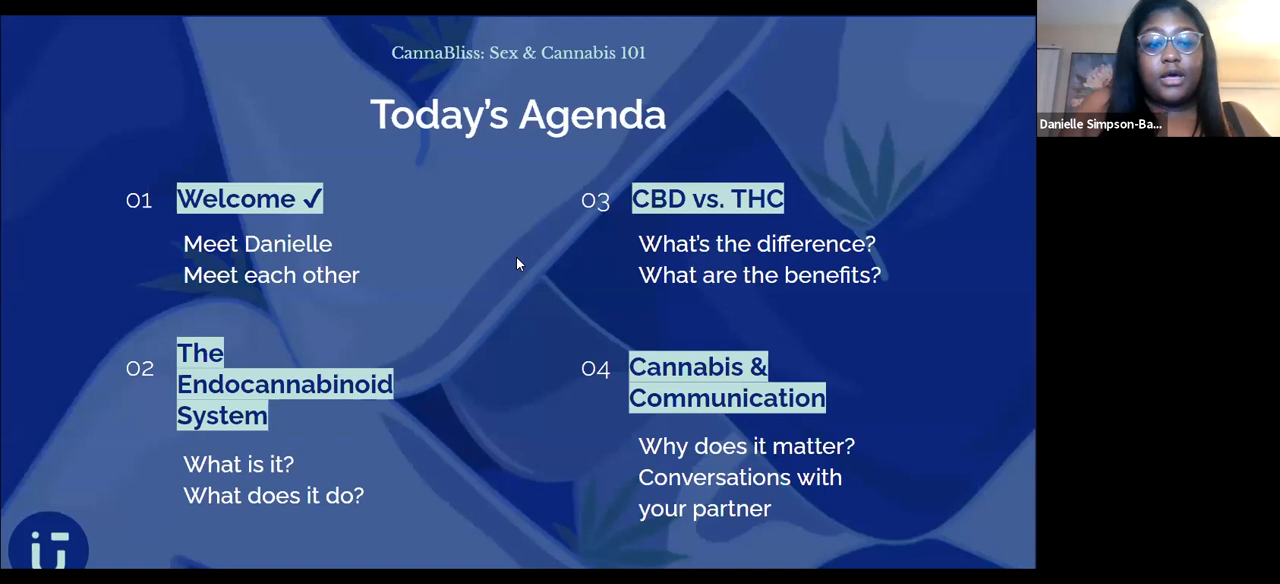 CannaBliss: Sex & Cannabis 101
Today's Agenda
01
Welcome ✓
Meet Danielle
Meet each other
02
The
Endocannabinoid
System
What is it?
What does it do?
03
CBD vs. THC
What's the difference?
What are the benefits?
04
Cannabis &
Communication
Why does it matter?
Conversations with
your partner
Danielle Simpson-Ba...